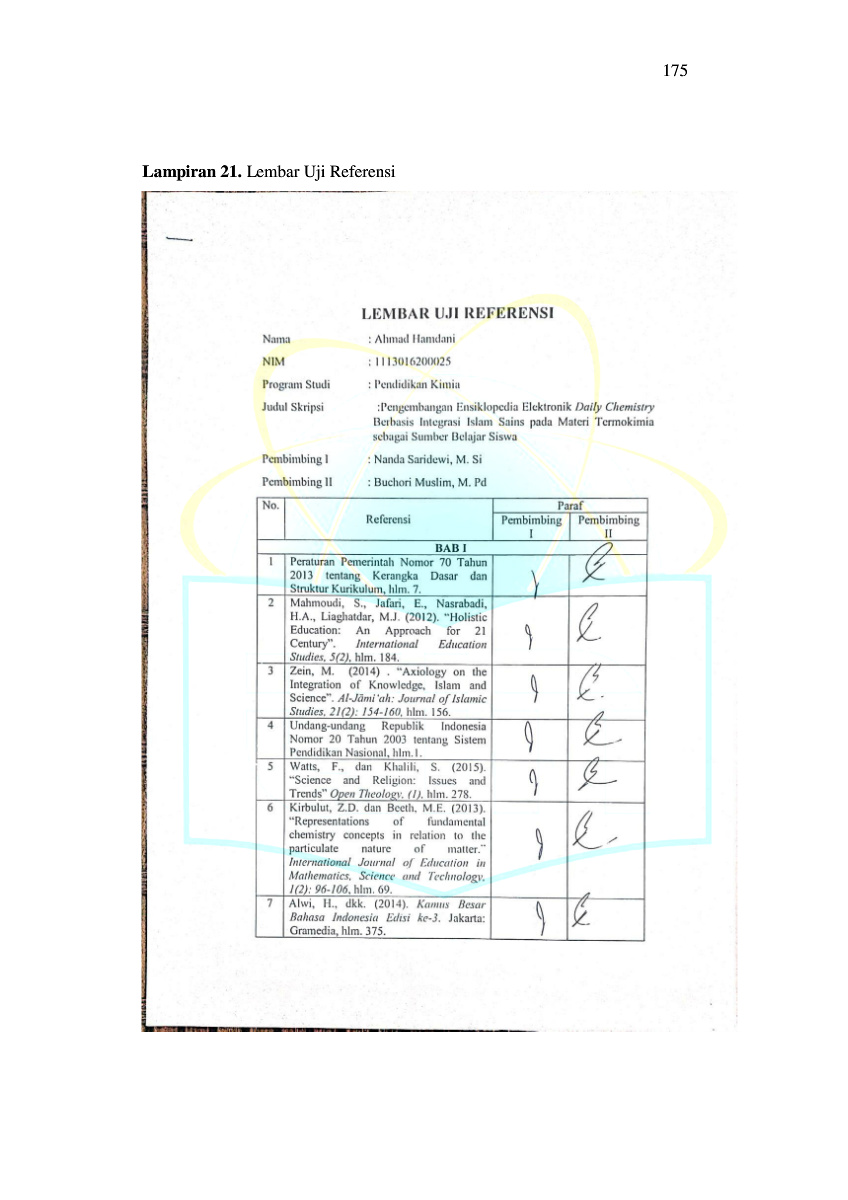 175
Lampiran 21. Lembar Uji Referensi
LEMBAR UJI REFERENSI
Nama : Ahmad Hamdani
NIM : 1113016200025
Program Studi : Pendidikan Kimia
Judul Skripsi :Pengembangan Ensiklopedia Elektronik Daily Chemistry
Berbasis Integrasi Islam Sains pada Materi Termokimia
sebagai Sumber Belajar Siswa
Pembimbing I : Nanda Saridewi, M. Si
Pembimbing II : Buchori Muslim, M. Pd
No. Referensi Paraf
Pembimbing I Pembimbing II
BAB I
1 Peraturan Pemerintah Nomor 70 Tahun
2013 tentang Kerangka Dasar dan
Struktur Kurikulum, hlm. 7.
2 Mahmoudi, S., Jafari, E., Nasrabadi,
H.A., Liaghatdar, M.J. (2012). "Holistic
Education: An Approach for 21
Century". International Education
Studies, 5(2), hlm. 184.
3 Zein, M. (2014) . "Axiology on the
Integration of Knowledge, Islam and
Science". Al-Jāmi'ah: Journal of Islamic
Studies, 21(2): 154-160, hlm. 156.
4 Undang-undang Republik Indonesia
Nomor 20 Tahun 2003 tentang Sistem
Pendidikan Nasional, hlm.1.
5 Watts, F., dan Khalili, S. (2015).
"Science and Religion: Issues and
Trends" Open Theology, (1), hlm. 278.
6 Kirbulut, Z.D. dan Beeth, M.E. (2013).
"Representations of fundamental
chemistry concepts in relation to the
particulate nature of matter."
International Journal of Education in
Mathematics, Science and Technology,
1(2): 96-106, hlm. 69.
7 Alwi, H., dkk. (2014). Kamus Besar
Bahasa Indonesia Edisi ke-3. Jakarta:
Gramedia, hlm. 375.